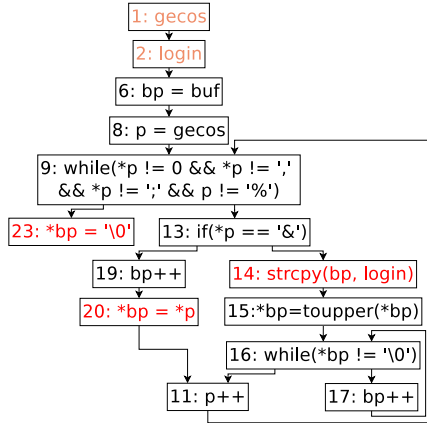 1: gecos
2: login
6: bp = buf
8: p = gecos
9: while(*p != 0 && *p != ','
&& *p != ';' && p != '%')
23: *bp = '\0'
13: if(*p == '&')
19: bp++
14: strcpy(bp, login)
20: *bp = *p
15:*bp=toupper(*bp)
16: while(*bp != '\0')
11: p++
17: bp++